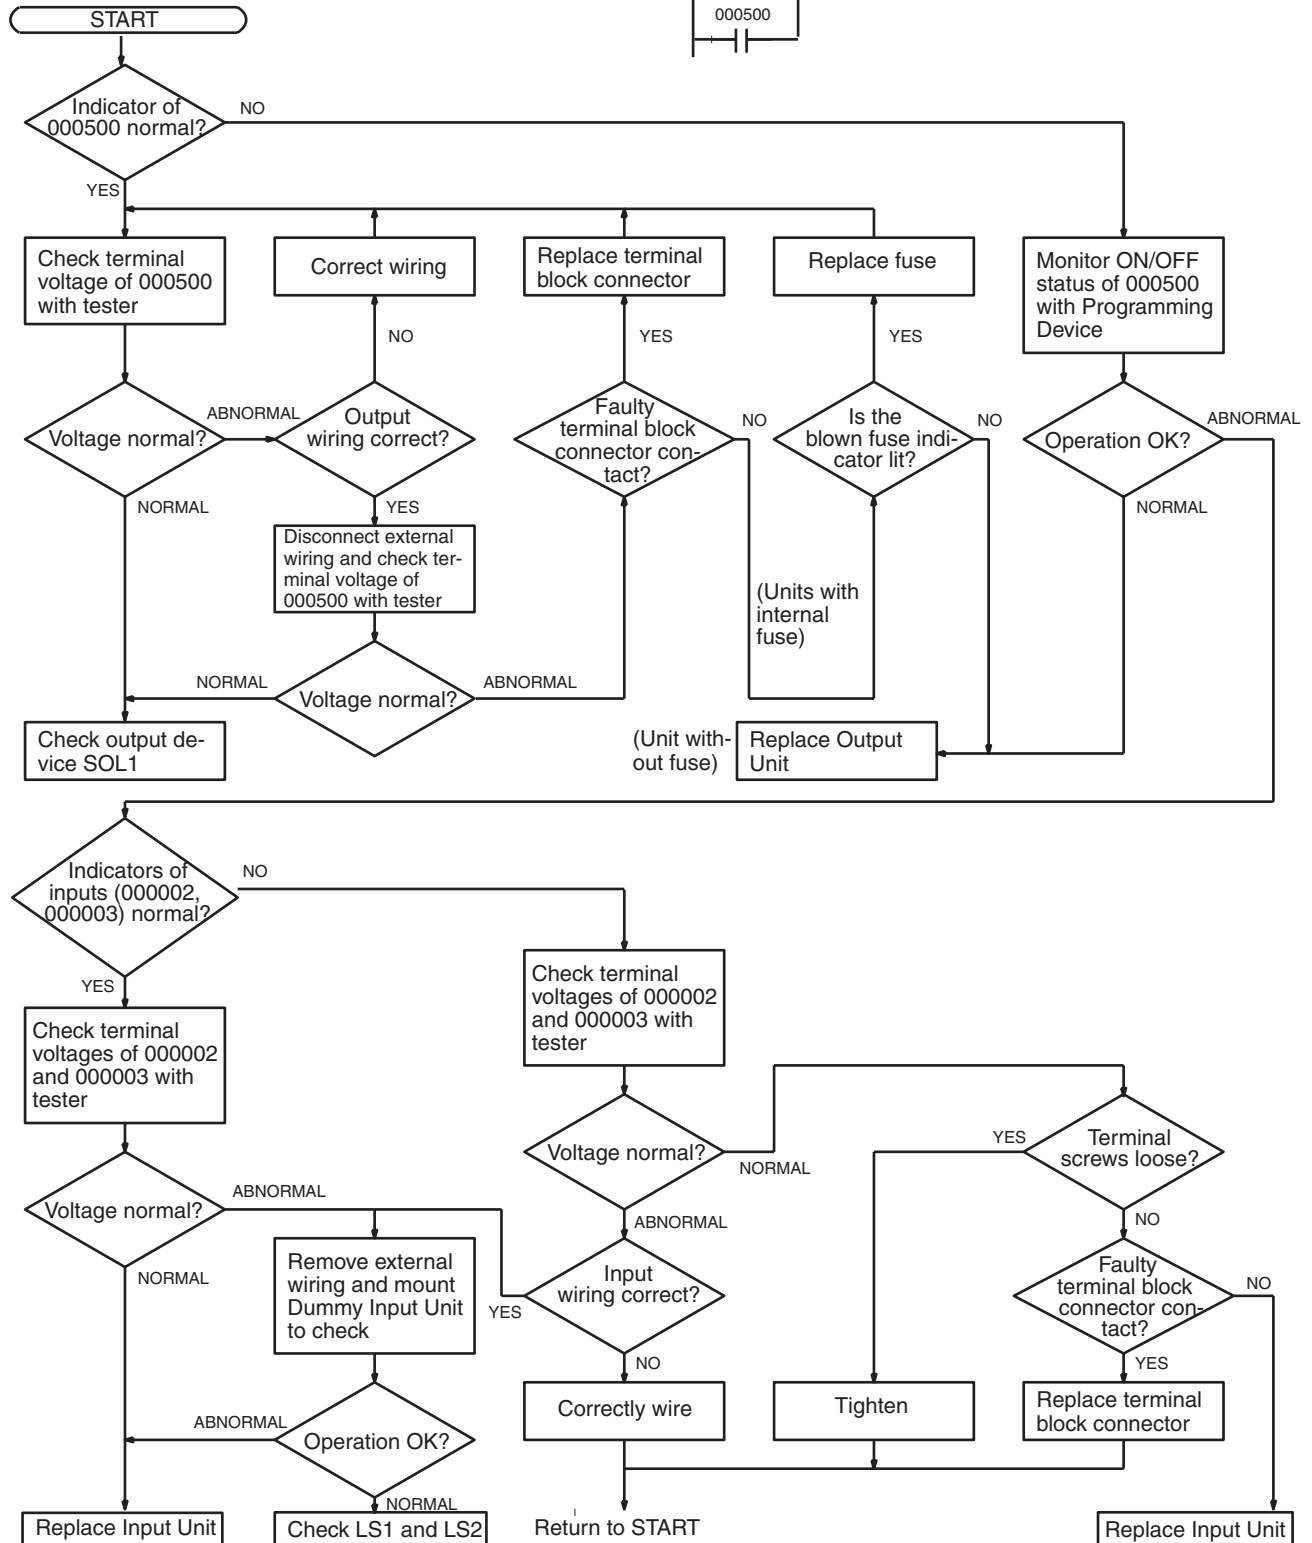 START
000500
Indicator of
000500 normal?
NO
YES
Check terminal
voltage of 000500
with tester
Correct wiring
Replace terminal
block connector
Replace fuse
Monitor ON/OFF
status of 000500
with Programming
Device
NO
YES
YES
Voltage normal?
ABNORMAL
Output
wiring correct?
Faulty
terminal block
connector con-
tact?
NO
Is the
blown fuse indi-
cator lit?
NO
Operation OK?
ABNORMAL
NORMAL
YES
NORMAL
Disconnect external
wiring and check ter-
minal voltage of
000500 with tester
(Units with
internal
fuse)
NORMAL
Voltage normal?
ABNORMAL
Check output de-
vice SOL1
(Unit with-
out fuse)
Replace Output
Unit
Indicators of
inputs (000002,
000003) normal?
NO
YES
Check terminal
voltages of 000002
and 000003 with
tester
Check terminal
voltages of 000002
and 000003 with
tester
Voltage normal?
NORMAL
YES
Terminal
screws loose?
Voltage normal?
ABNORMAL
ABNORMAL
NO
NORMAL
Remove external
wiring and mount
Dummy Input Unit
to check
YES
Input
wiring correct?
Faulty
terminal block
connector con-
tact?
NO
NO
YES
Correctly wire
Tighten
Replace terminal
block connector
ABNORMAL
Operation OK?
NORMAL
Replace Input Unit
Check LS1 and LS2
Return to START
Replace Input Unit